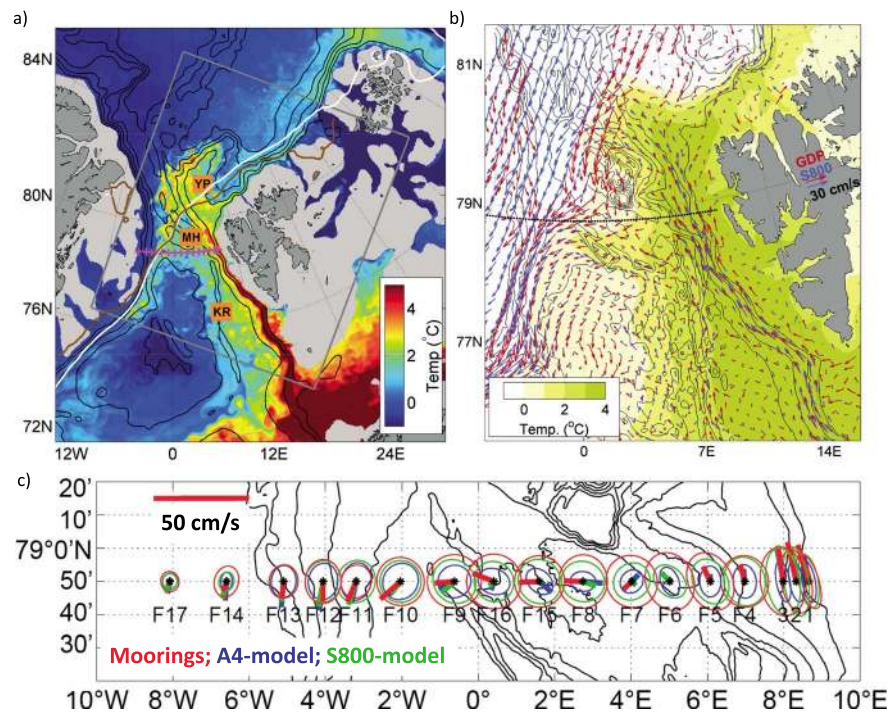 a)
84N
80N
76N
72N
12W 0 12E 24E
YP
MH
KR
4
2
0
Temp (°C)
b)
81N
79N
77N
0 7E 14E
GDP
S800
30 cm/s
0 2 4
Temp. (°C)
c)
20'
10'
79°0'N
50'
40'
30'
50 cm/s
F17 F14 F13 F12 F11 F10 F9 F16 F15 F8 F7 F6 F5 F4 3 2 1
Moorings; A4-model; S800-model
10°W 8°W 6°W 4°W 2°W 0° 2°E 4°E 6°E 8°E 10°E